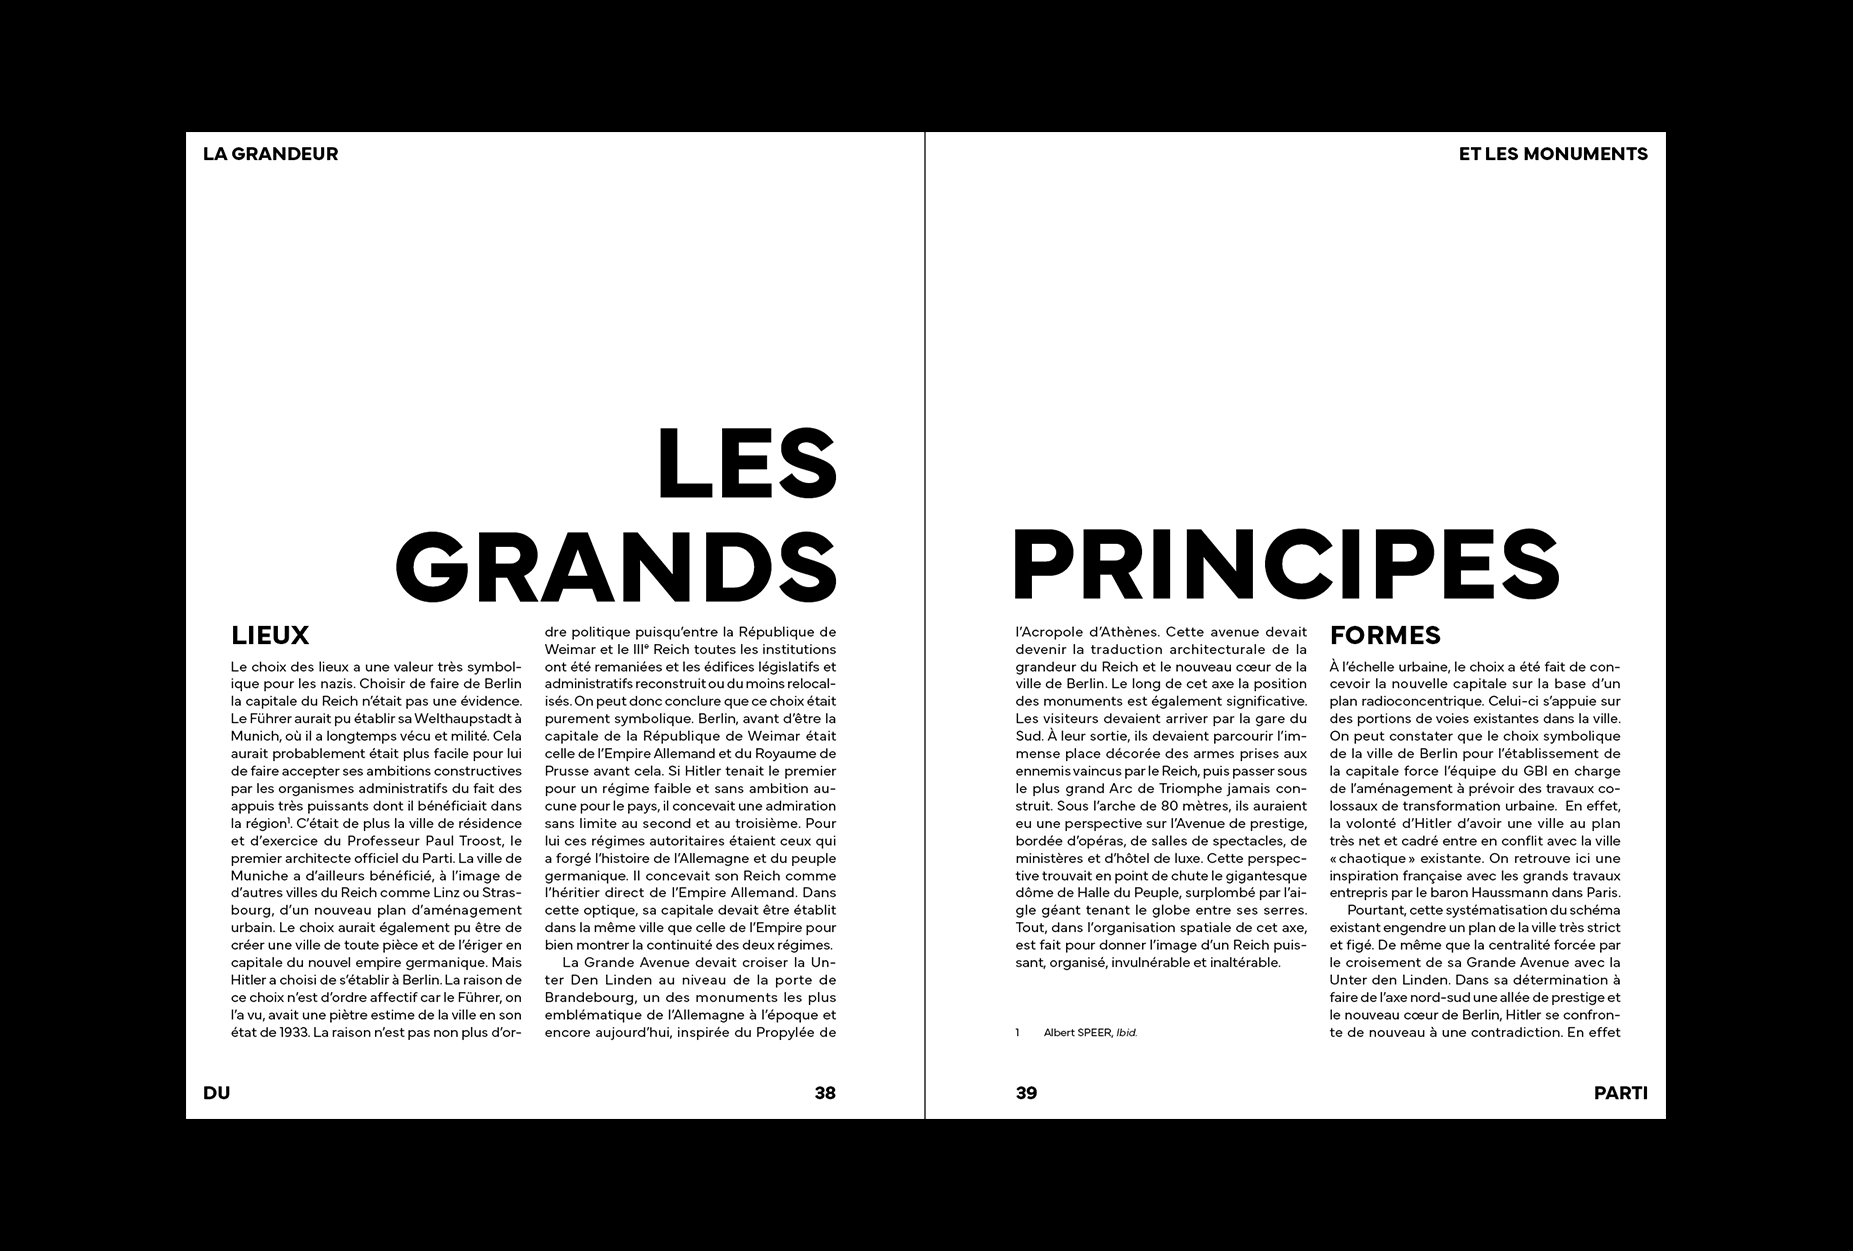 LA GRANDEUR
LES
GRANDS
LIEUX
Le choix des lieux a une valeur très symbol-
ique pour les nazis. Choisir de faire de Berlin
la capitale du Reich n'était pas une évidence.
Le Führer aurait pu établir sa Welthaupstadt à
Munich, où il a longtemps vécu et milité. Cela
aurait probablement était plus facile pour lui
de faire accepter ses ambitions constructives
par les organismes administratifs du fait des
appuis très puissants dont il bénéficiait dans
la région¹. C'était de plus la ville de résidence
et d'exercice du Professeur Paul Troost, le
premier architecte officiel du Parti. La ville de
Muniche a d'ailleurs bénéficié, à l'image de
d'autres villes du Reich comme Linz ou Stras-
bourg, d'un nouveau plan d'aménagement
urbain. Le choix aurait également pu être de
créer une ville de toute pièce et de l'ériger en
capitale du nouvel empire germanique. Mais
Hitler a choisi de s'établir à Berlin. La raison de
ce choix n'est d'ordre affectif car le Führer, on
l'a vu, avait une piètre estime de la ville en son
état de 1933. La raison n'est pas non plus d'or-
dre politique puisqu'entre la République de
Weimar et le IIIᵉ Reich toutes les institutions
ont été remaniées et les édifices législatifs et
administratifs reconstruit ou du moins relocal-
isés. On peut donc conclure que ce choix était
purement symbolique. Berlin, avant d'être la
capitale de la République de Weimar était
celle de l'Empire Allemand et du Royaume de
Prusse avant cela. Si Hitler tenait le premier
pour un régime faible et sans ambition au-
cune pour le pays, il concevait une admiration
sans limite au second et au troisième. Pour
lui ces régimes autoritaires étaient ceux qui
a forgé l'histoire de l'Allemagne et du peuple
germanique. Il concevait son Reich comme
l'héritier direct de l'Empire Allemand. Dans
cette optique, sa capitale devait être établit
dans la même ville que celle de l'Empire pour
bien montrer la continuité des deux régimes.
La Grande Avenue devait croiser la Un-
ter Den Linden au niveau de la porte de
Brandebourg, un des monuments les plus
emblématique de l'Allemagne à l'époque et
encore aujourd'hui, inspirée du Propylée de
DU
38
ET LES MONUMENTS
PRINCIPES
l'Acropole d'Athènes. Cette avenue devait
devenir la traduction architecturale de la
grandeur du Reich et le nouveau cœur de la
ville de Berlin. Le long de cet axe la position
des monuments est également significative.
Les visiteurs devaient arriver par la gare du
Sud. À leur sortie, ils devaient parcourir l'im-
mense place décorée des armes prises aux
ennemis vaincus par le Reich, puis passer sous
le plus grand Arc de Triomphe jamais con-
struit. Sous l'arche de 80 mètres, ils auraient
eu une perspective sur l'Avenue de prestige,
bordée d'opéras, de salles de spectacles, de
ministères et d'hôtel de luxe. Cette perspec-
tive trouvait en point de chute le gigantesque
dôme de Halle du Peuple, surplombé par l'ai-
gle géant tenant le globe entre ses serres.
Tout, dans l'organisation spatiale de cet axe,
est fait pour donner l'image d'un Reich puis-
sant, organisé, invulnérable et inaltérable.
1 Albert SPEER, Ibid.
FORMES
À l'échelle urbaine, le choix a été fait de con-
cevoir la nouvelle capitale sur la base d'un
plan radioconcentrique. Celui-ci s'appuie sur
des portions de voies existantes dans la ville.
On peut constater que le choix symbolique
de la ville de Berlin pour l'établissement de
la capitale force l'équipe du GBI en charge
de l'aménagement à prévoir des travaux co-
lossaux de transformation urbaine.  En effet,
la volonté d'Hitler d'avoir une ville au plan
très net et cadré entre en conflit avec la ville
« chaotique » existante. On retrouve ici une
inspiration française avec les grands travaux
entrepris par le baron Haussmann dans Paris.
Pourtant, cette systématisation du schéma
existant engendre un plan de la ville très strict
et figé. De même que la centralité forcée par
le croisement de sa Grande Avenue avec la
Unter den Linden. Dans sa détermination à
faire de l'axe nord-sud une allée de prestige et
le nouveau cœur de Berlin, Hitler se confron-
te de nouveau à une contradiction. En effet
39
PARTI